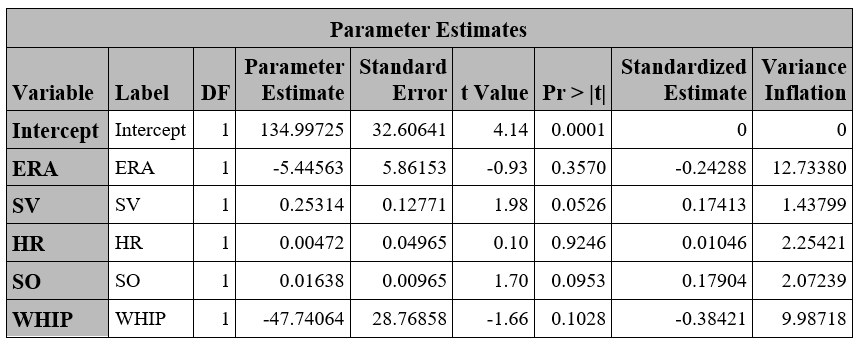 Parameter Estimates
Variable Label DF Parameter Estimate Standard Error t Value Pr > |t| Standardized Estimate Variance Inflation
Intercept Intercept 1 134.99725 32.60641 4.14 0.0001 0 0
ERA ERA 1 -5.44563 5.86153 -0.93 0.3570 -0.24288 12.73380
SV SV 1 0.25314 0.12771 1.98 0.0526 0.17413 1.43799
HR HR 1 0.00472 0.04965 0.10 0.9246 0.01046 2.25421
SO SO 1 0.01638 0.00965 1.70 0.0953 0.17904 2.07239
WHIP WHIP 1 -47.74064 28.76858 -1.66 0.1028 -0.38421 9.98718